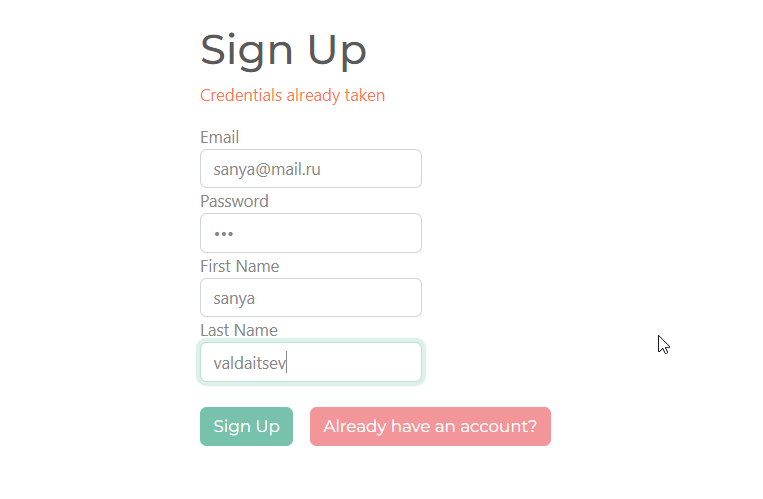 Sign Up
Credentials already taken
Email
sanya@mail.ru
Password
•••
First Name
sanya
Last Name
valdaitsev
Sign Up
Already have an account?